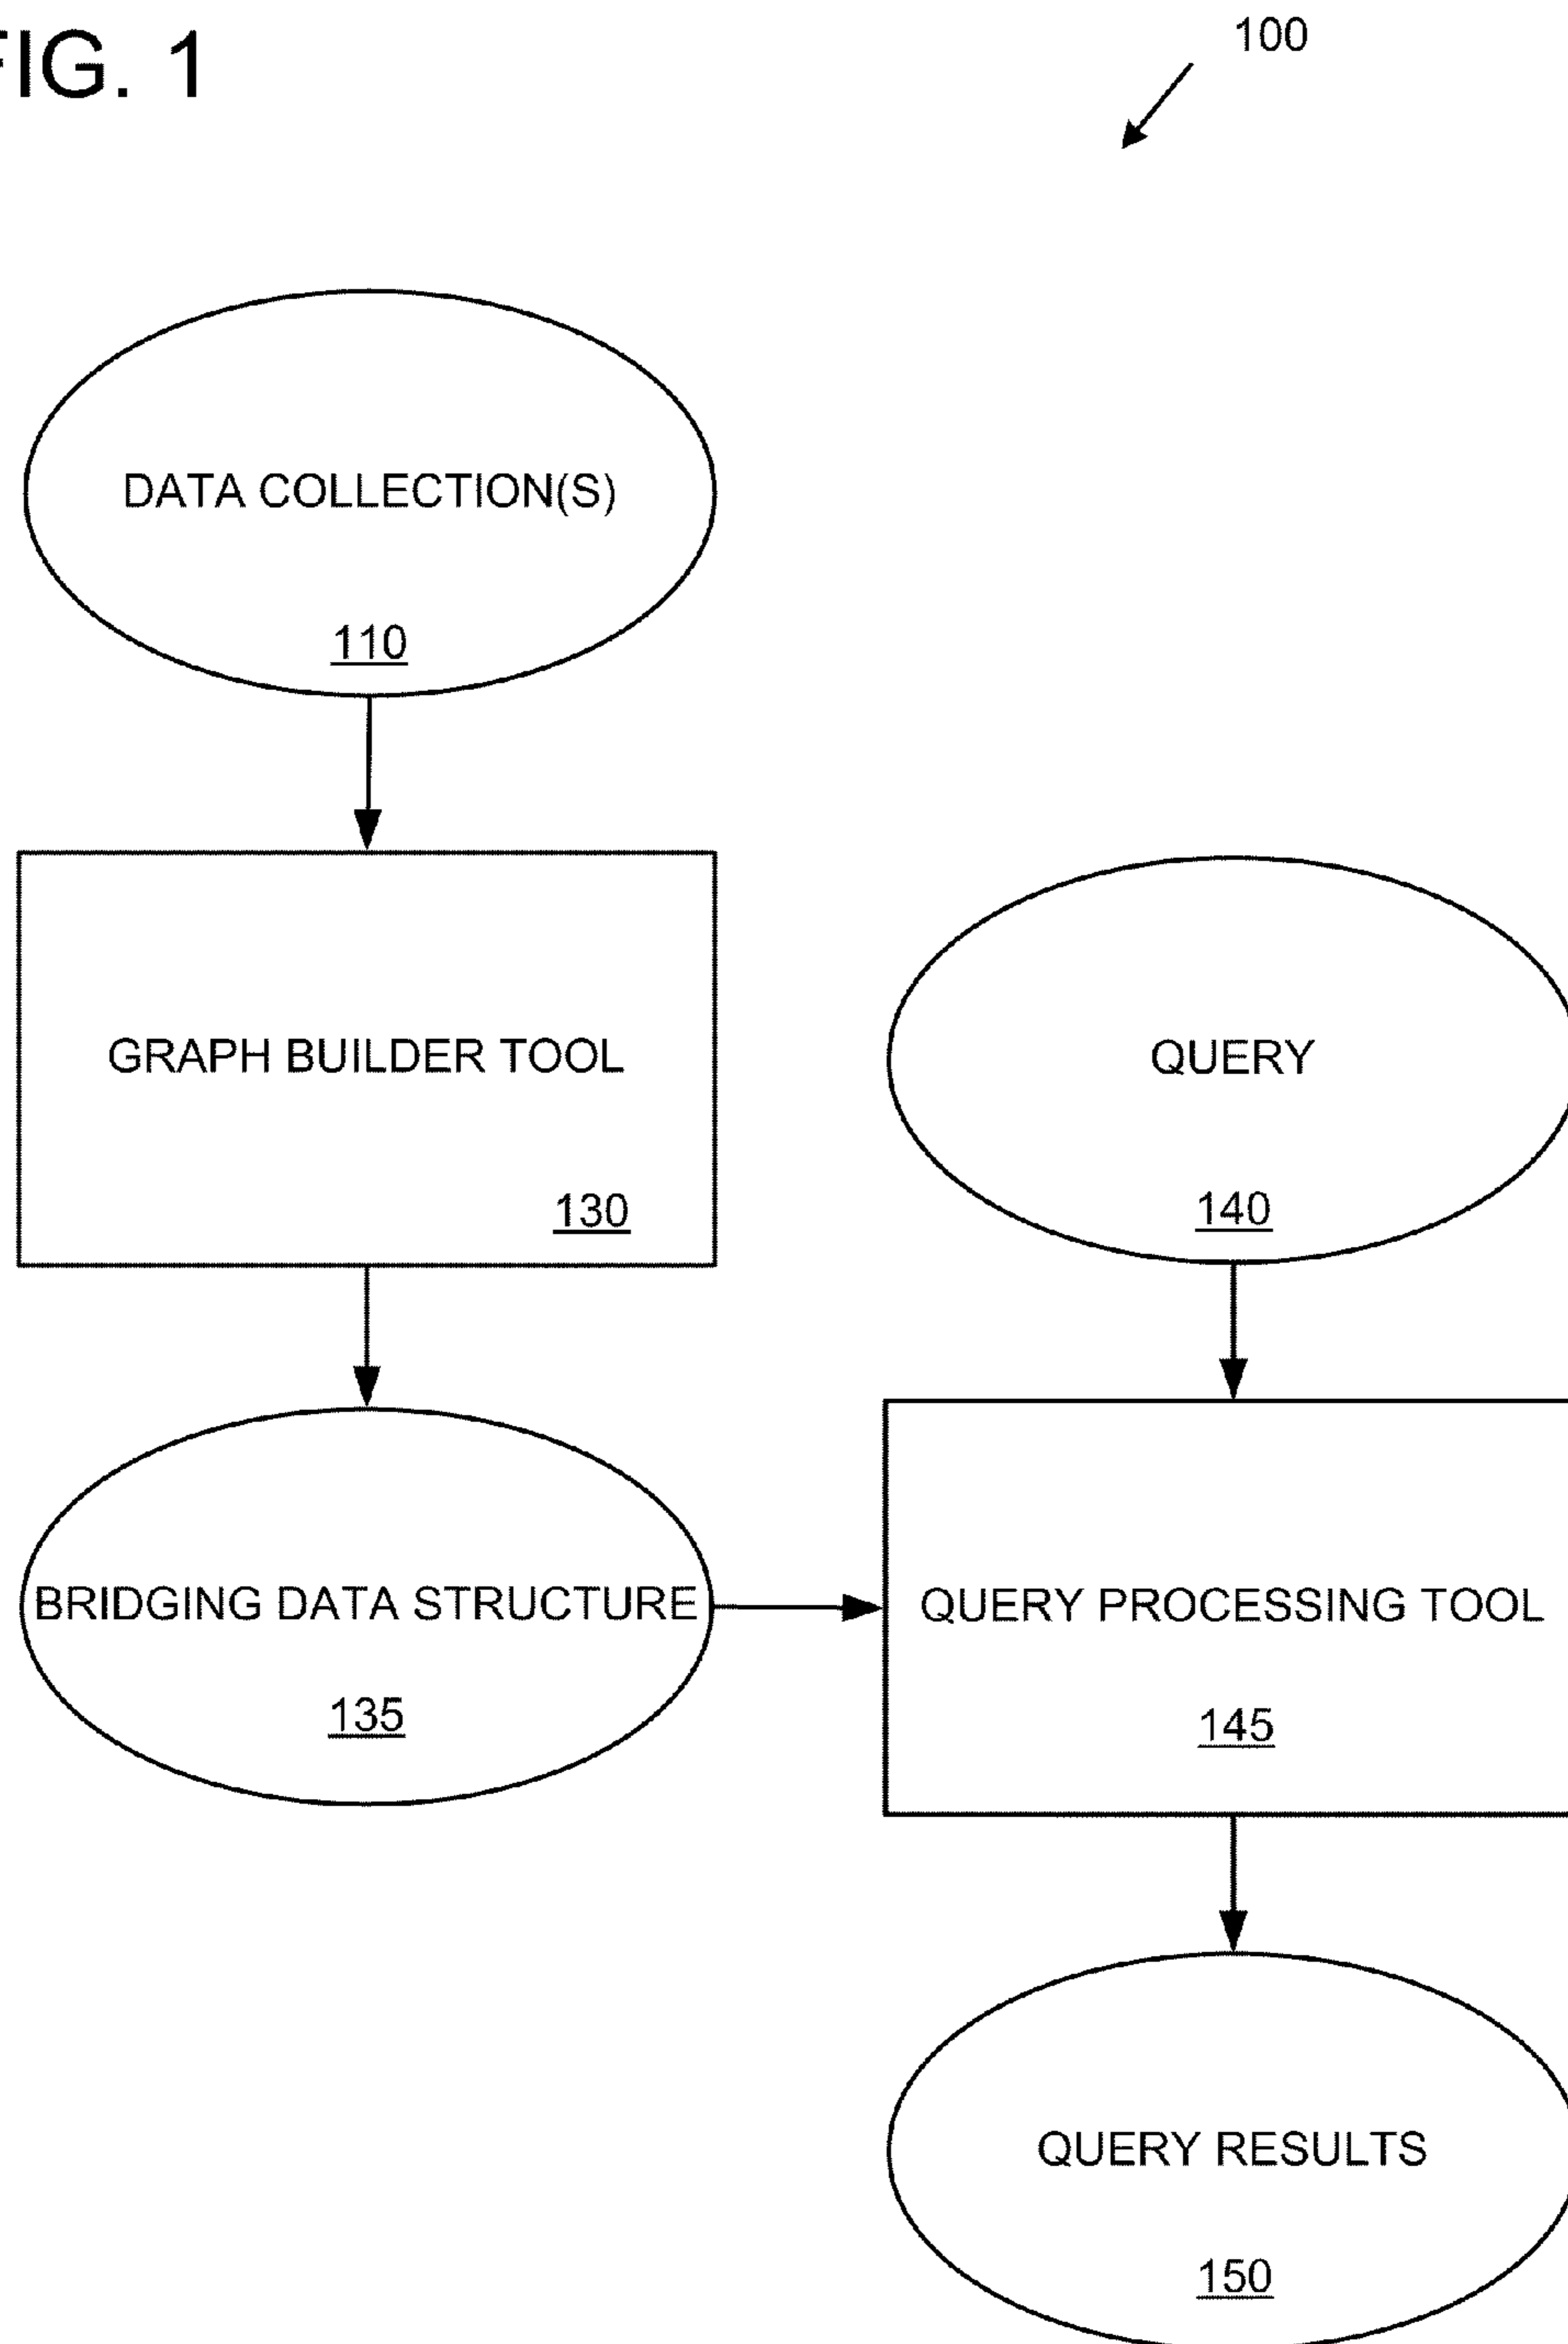 FIG. 1
100
DATA COLLECTION(S)
110
GRAPH BUILDER TOOL
130
QUERY
140
BRIDGING DATA STRUCTURE
135
QUERY PROCESSING TOOL
145
QUERY RESULTS
150